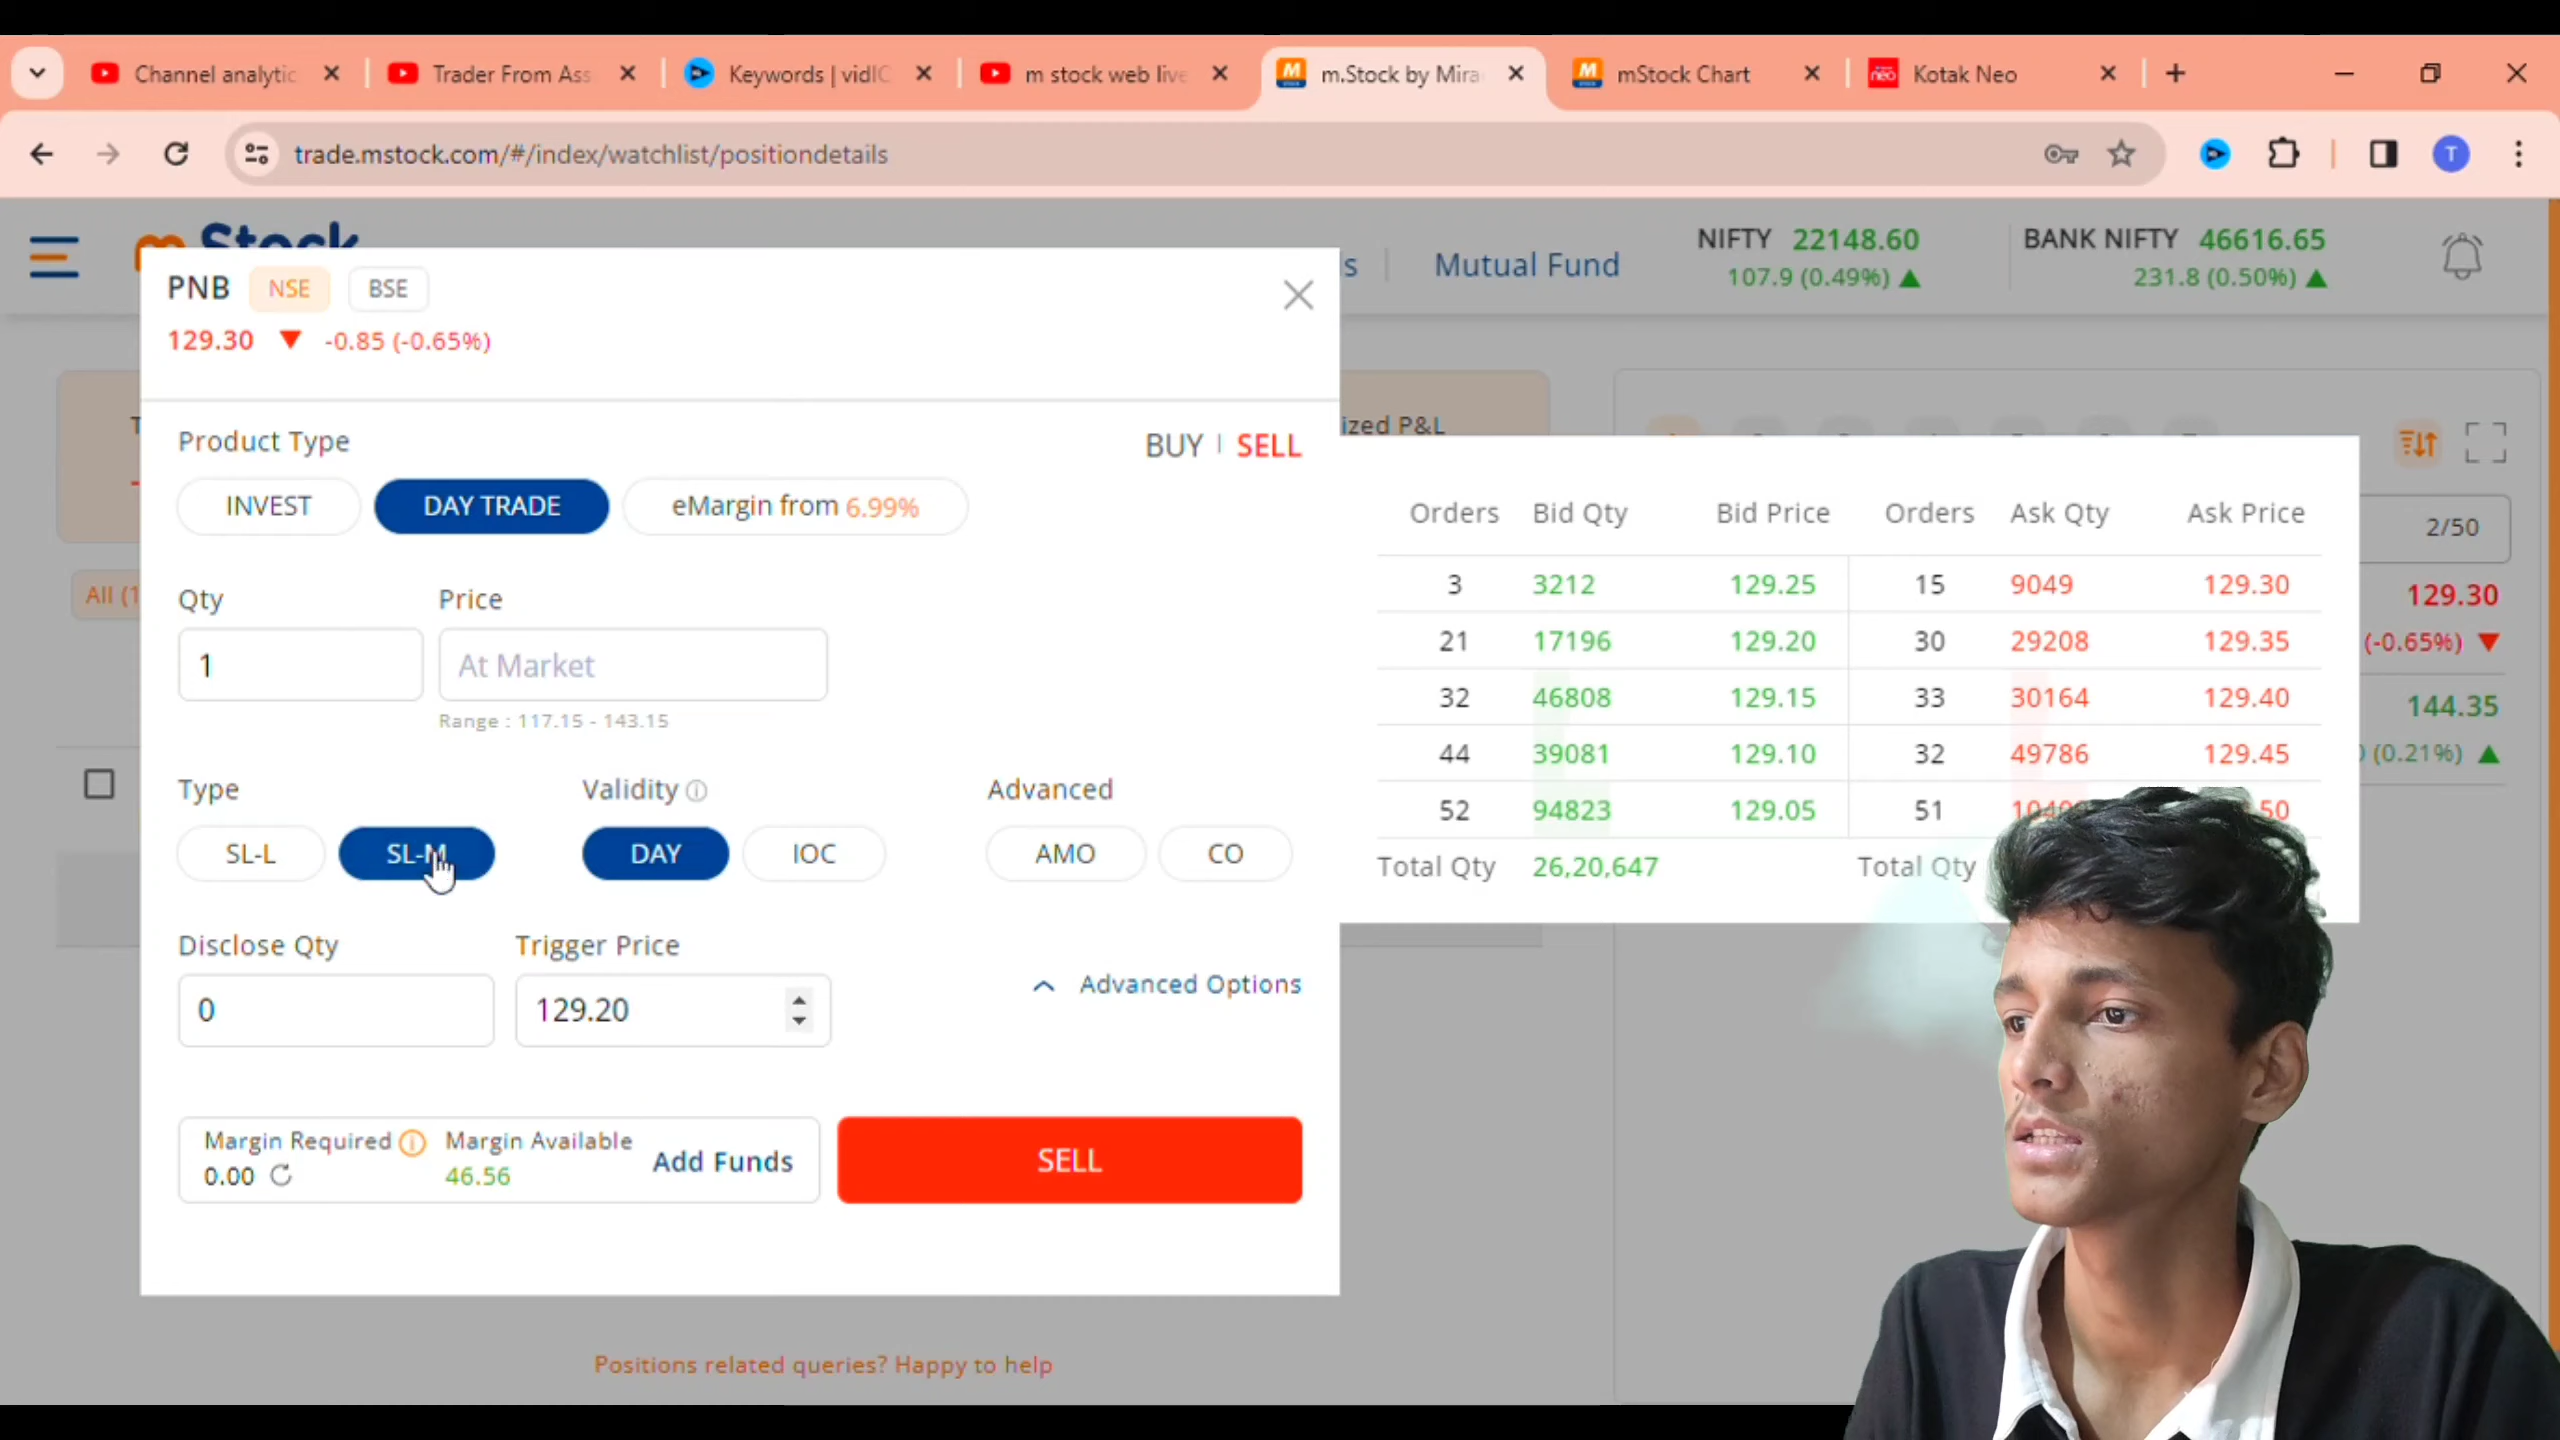 Channel analytic
Trader From Ass
Keywords | vidIC
m stock web live
m.Stock by Mira
mStock Chart
Kotak Neo
trade.mstock.com/#/index/watchlist/positiondetails
T
mStock
s
Mutual Fund
NIFTY 22148.60
107.9 (0.49%)
BANK NIFTY 46616.65
231.8 (0.50%)
PNB NSE BSE
129.30 -0.85 (-0.65%)
ized P&L
Product Type
BUY | SELL
INVEST DAY TRADE eMargin from 6.99%
2/50
All (1
129.30
(-0.65%)
144.35
(0.21%)
Qty Price
1 At Market
Range : 117.15 - 143.15
Type Validity Advanced
SL-L SL-M DAY IOC AMO CO
Disclose Qty Trigger Price
0 129.20
Advanced Options
Margin Required Margin Available
0.00 46.56
Add Funds
SELL
Orders Bid Qty Bid Price Orders Ask Qty Ask Price
3 3212 129.25 15 9049 129.30
21 17196 129.20 30 29208 129.35
32 46808 129.15 33 30164 129.40
44 39081 129.10 32 49786 129.45
52 94823 129.05 51 50
Total Qty 26,20,647 Total Qty
Positions related queries? Happy to help